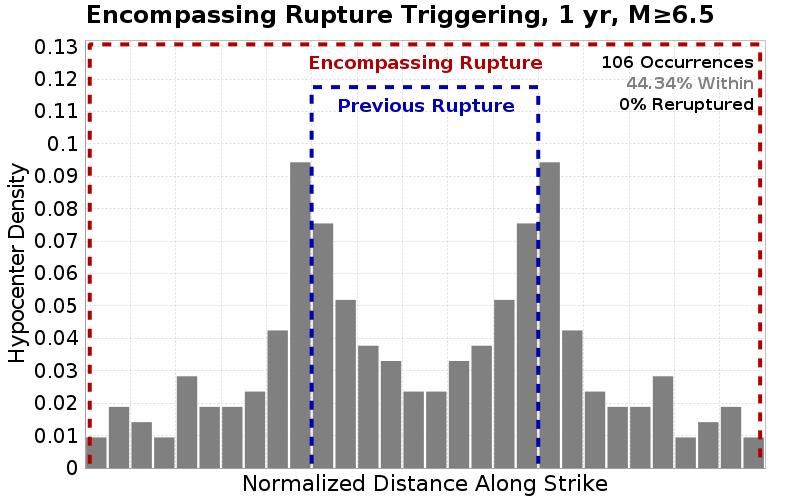 Encompassing Rupture Triggering, 1 yr, M≥6.5
0.13
0.12
0.11
0.1
0.09
0.08
0.07
0.06
0.05
0.04
0.03
0.02
0.01
0
Hypocenter Density
Encompassing Rupture
Previous Rupture
106 Occurrences
44.34% Within
0% Reruptured
Normalized Distance Along Strike